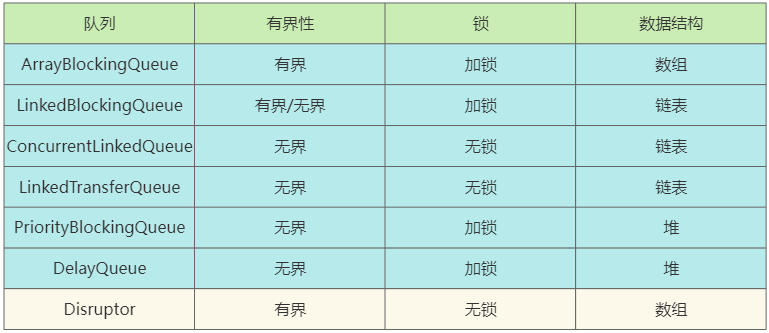 队列 有界性 锁 数据结构
ArrayBlockingQueue 有界 加锁 数组
LinkedBlockingQueue 有界/无界 加锁 链表
ConcurrentLinkedQueue 无界 无锁 链表
LinkedTransferQueue 无界 无锁 链表
PriorityBlockingQueue 无界 加锁 堆
DelayQueue 无界 加锁 堆
Disruptor 有界 无锁 数组